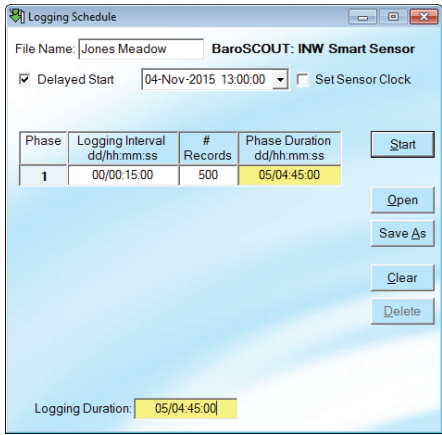 Logging Schedule
File Name: Jones Meadow BaroSCOUT: INW Smart Sensor
Delayed Start 04-Nov-2015 13:00:00 Set Sensor Clock
Phase Logging Interval # Phase Duration
dd/hh:mm:ss Records dd/hh:mm:ss
1 00/00:15:00 500 05/04:45:00
Start
Open
Save As
Clear
Delete
Logging Duration: 05/04:45:00